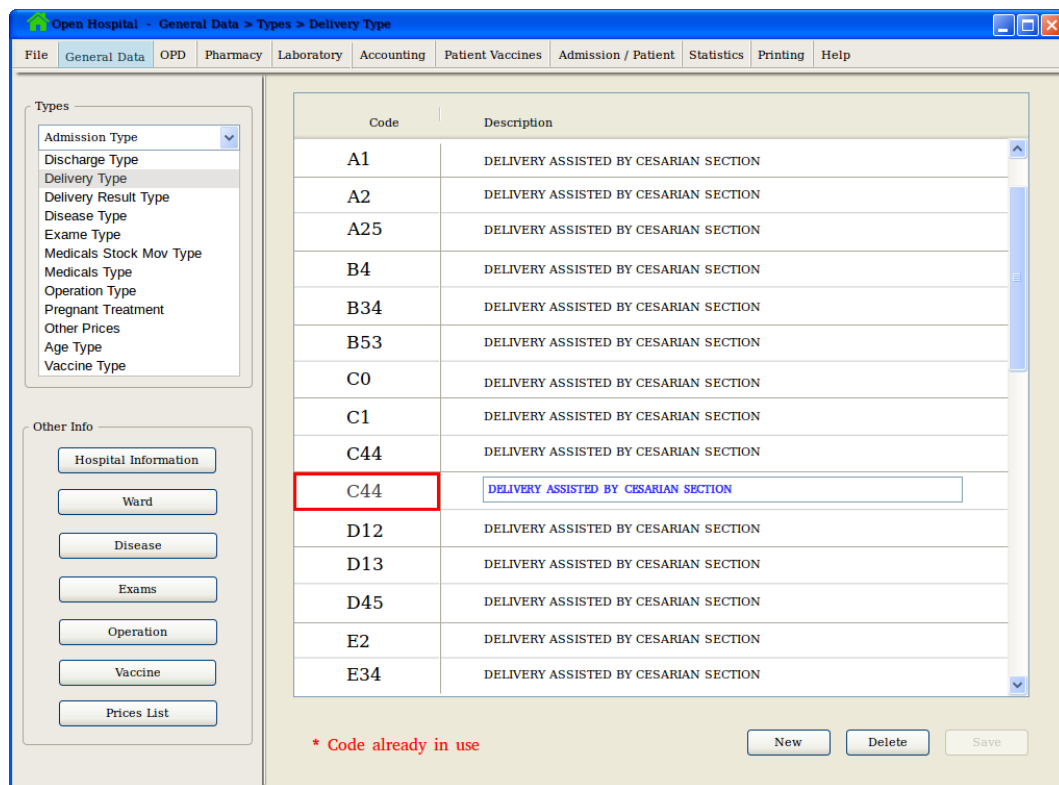 Open Hospital - General Data > Types > Delivery Type
File General Data OPD Pharmacy Laboratory Accounting Patient Vaccines Admission / Patient Statistics Printing Help
Types
Admission Type
Discharge Type
Delivery Type
Delivery Result Type
Disease Type
Exame Type
Medicals Stock Mov Type
Medicals Type
Operation Type
Pregnant Treatment
Other Prices
Age Type
Vaccine Type
Other Info
Hospital Information
Ward
Disease
Exams
Operation
Vaccine
Prices List
Code Description
A1 DELIVERY ASSISTED BY CESARIAN SECTION
A2 DELIVERY ASSISTED BY CESARIAN SECTION
A25 DELIVERY ASSISTED BY CESARIAN SECTION
B4 DELIVERY ASSISTED BY CESARIAN SECTION
B34 DELIVERY ASSISTED BY CESARIAN SECTION
B53 DELIVERY ASSISTED BY CESARIAN SECTION
C0 DELIVERY ASSISTED BY CESARIAN SECTION
C1 DELIVERY ASSISTED BY CESARIAN SECTION
C44 DELIVERY ASSISTED BY CESARIAN SECTION
C44 DELIVERY ASSISTED BY CESARIAN SECTION
D12 DELIVERY ASSISTED BY CESARIAN SECTION
D13 DELIVERY ASSISTED BY CESARIAN SECTION
D45 DELIVERY ASSISTED BY CESARIAN SECTION
E2 DELIVERY ASSISTED BY CESARIAN SECTION
E34 DELIVERY ASSISTED BY CESARIAN SECTION
* Code already in use
New Delete Save